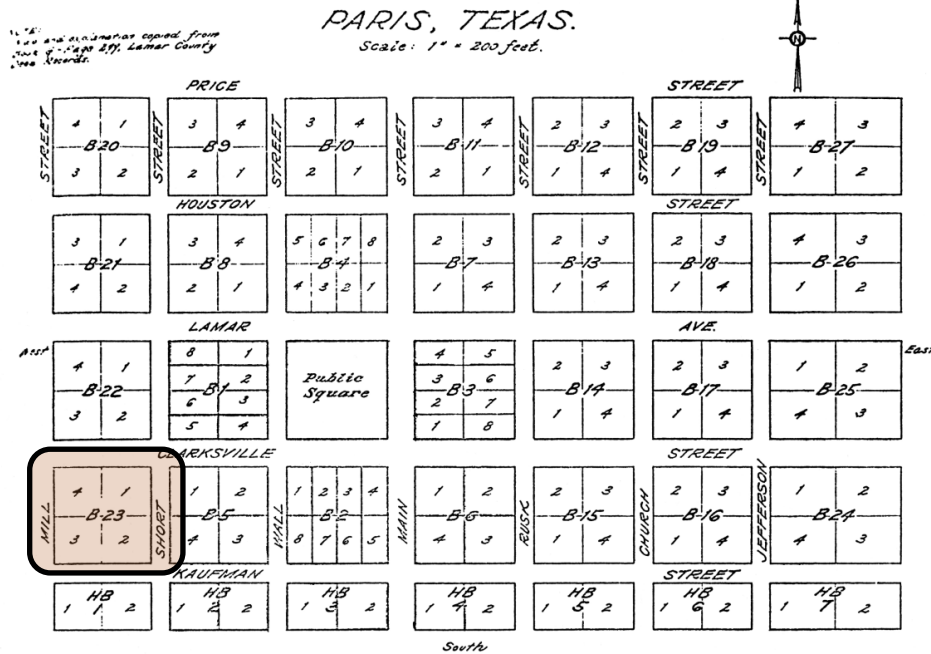 PARIS, TEXAS.
Scale: 1" = 200 feet.
and explanation copied from
Page 297, Lamar County
Records.
N
PRICE STREET
STREET STREET STREET STREET STREET STREET STREET
4 1 3 4 3 4 3 4 2 3 2 3 4 3
B-20 B-9 B-10 B-11 B-12 B-19 B-27
3 2 2 1 2 1 2 1 1 4 1 4 1 2
HOUSTON STREET
3 1 3 4 5 6 7 8 2 3 2 3 2 3 4 3
B-21 B-8 B-4 B-7 B-13 B-18 B-26
4 2 2 1 4 3 2 1 1 4 1 4 1 4 1 2
LAMAR AVE.
West East
4 1 8 1 4 5 2 3 2 3 1 2
7 2 Public 3 6
B-22 B-1 Square B-3 B-14 B-17 B-25
6 3 2 7
3 2 5 4 1 8 1 4 1 4 4 3
CLARKSVILLE STREET
4 1 1 2 1 2 3 4 1 2 2 3 2 3 1 2
MILL B-23 SHORT B-5 WALL B-2 MAIN B-6 RUSK B-15 CHURCH B-16 JEFFERSON B-24
3 2 4 3 8 7 6 5 4 3 1 4 1 4 4 3
KAUFMAN STREET
HB HB HB HB HB HB HB
1 1 2 1 2 2 1 3 2 1 4 2 1 5 2 1 6 2 1 7 2
South